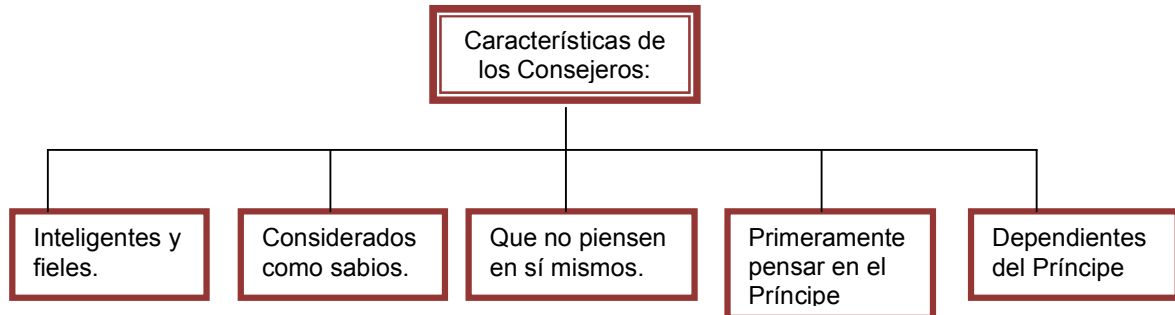 Características de
los Consejeros:
Inteligentes y
fieles.
Considerados
como sabios.
Que no piensen
en sí mismos.
Primeramente
pensar en el
Príncipe
Dependientes
del Príncipe